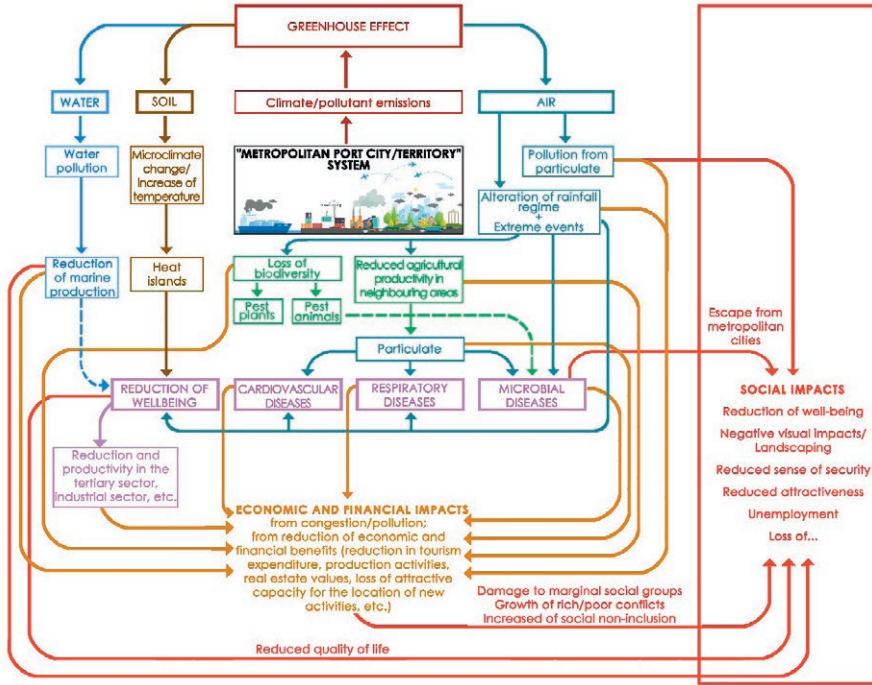 GREENHOUSE EFFECT
WATER
SOIL
Climate/pollutant emissions
AIR
Water
pollution
Microclimate
change/
Increase of
temperature
"METROPOLITAN PORT CITY/TERRITORY"
SYSTEM
Pollution from
particulate
Alteration of rainfall
regime
+
Extreme events
Reduction
of marine
production
Heat
islands
Loss of
biodiversity
Reduced agricultural
productivity in
neighbouring areas
Pest
plants
Pest
animals
Particulate
Escape from
metropolitan
cities
REDUCTION OF
WELLBEING
CARDIOVASCULAR
DISEASES
RESPIRATORY
DISEASES
MICROBIAL
DISEASES
SOCIAL IMPACTS
Reduction of well-being
Negative visual impacts/
Landscaping
Reduced sense of security
Reduced attractiveness
Unemployment
Loss of...
Reduction and
productivity in the
tertiary sector,
industrial sector, etc.
ECONOMIC AND FINANCIAL IMPACTS
from congestion/pollution;
from reduction of economic and
financial benefits (reduction in tourism
expenditure, production activities,
real estate values, loss of attractive
capacity for the location of new
activities, etc.)
Damage to marginal social groups
Growth of rich/poor conflicts
Increased of social non-inclusion
Reduced quality of life